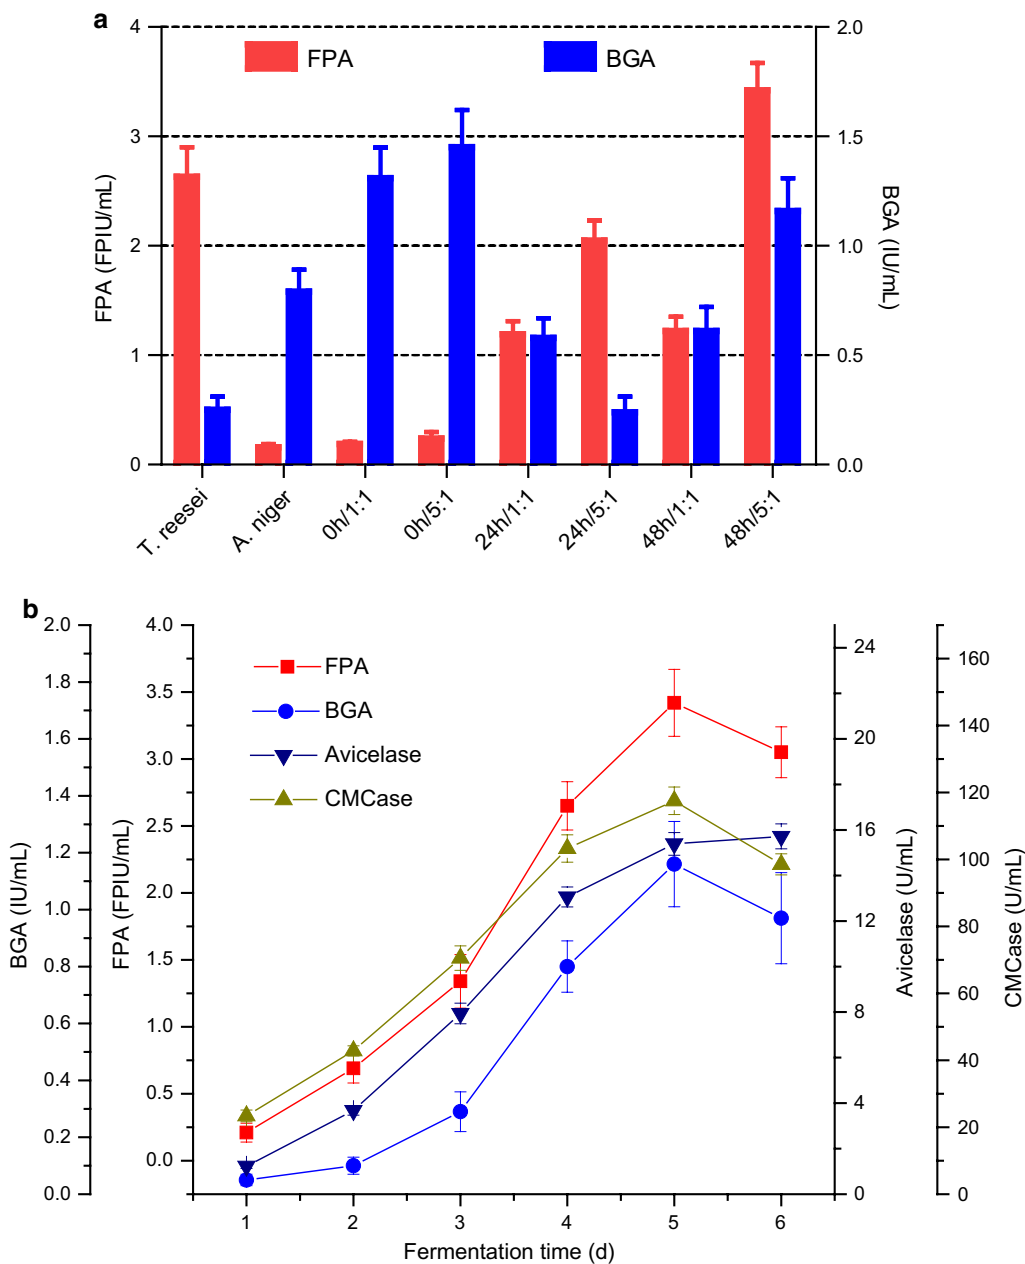 a
FPA BGA
4
3
2
1
0
FPA (FPIU/mL)
2.0
1.5
1.0
0.5
0.0
BGA (IU/mL)
T. reesei A. niger 0h/1:1 0h/5:1 24h/1:1 24h/5:1 48h/1:1 48h/5:1
b
2.0
1.8
1.6
1.4
1.2
1.0
0.8
0.6
0.4
0.2
0.0
BGA (IU/mL)
4.0
3.5
3.0
2.5
2.0
1.5
1.0
0.5
0.0
FPA (FPIU/mL)
FPA
BGA
Avicelase
CMCase
24
20
16
12
8
4
0
Avicelase (U/mL)
160
140
120
100
80
60
40
20
0
CMCase (U/mL)
1 2 3 4 5 6
Fermentation time (d)